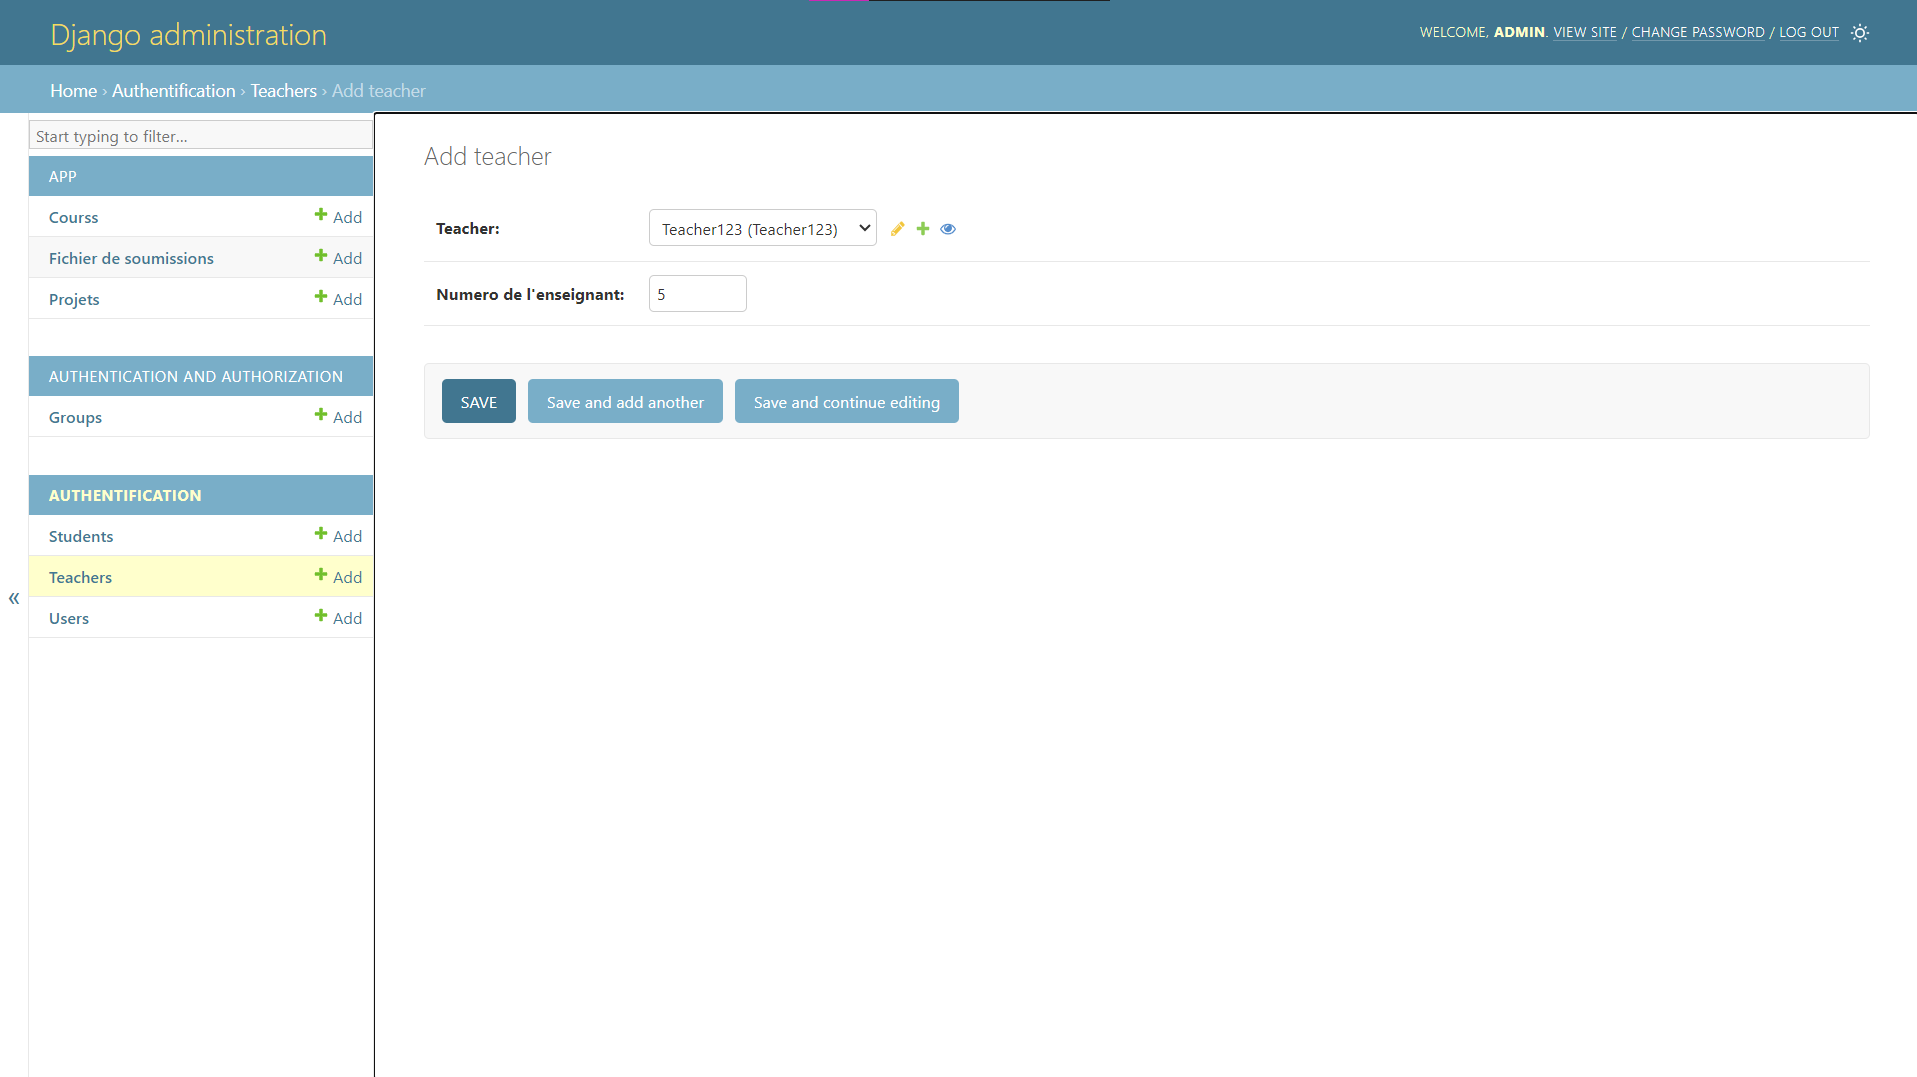 Django administration
WELCOME, ADMIN. VIEW SITE / CHANGE PASSWORD / LOG OUT
Home › Authentification › Teachers › Add teacher
Start typing to filter...
APP
Courss Add
Fichier de soumissions Add
Projets Add
AUTHENTICATION AND AUTHORIZATION
Groups Add
AUTHENTIFICATION
Students Add
Teachers Add
Users Add
«
Add teacher
Teacher: Teacher123 (Teacher123)
Numero de l'enseignant: 5
SAVE Save and add another Save and continue editing